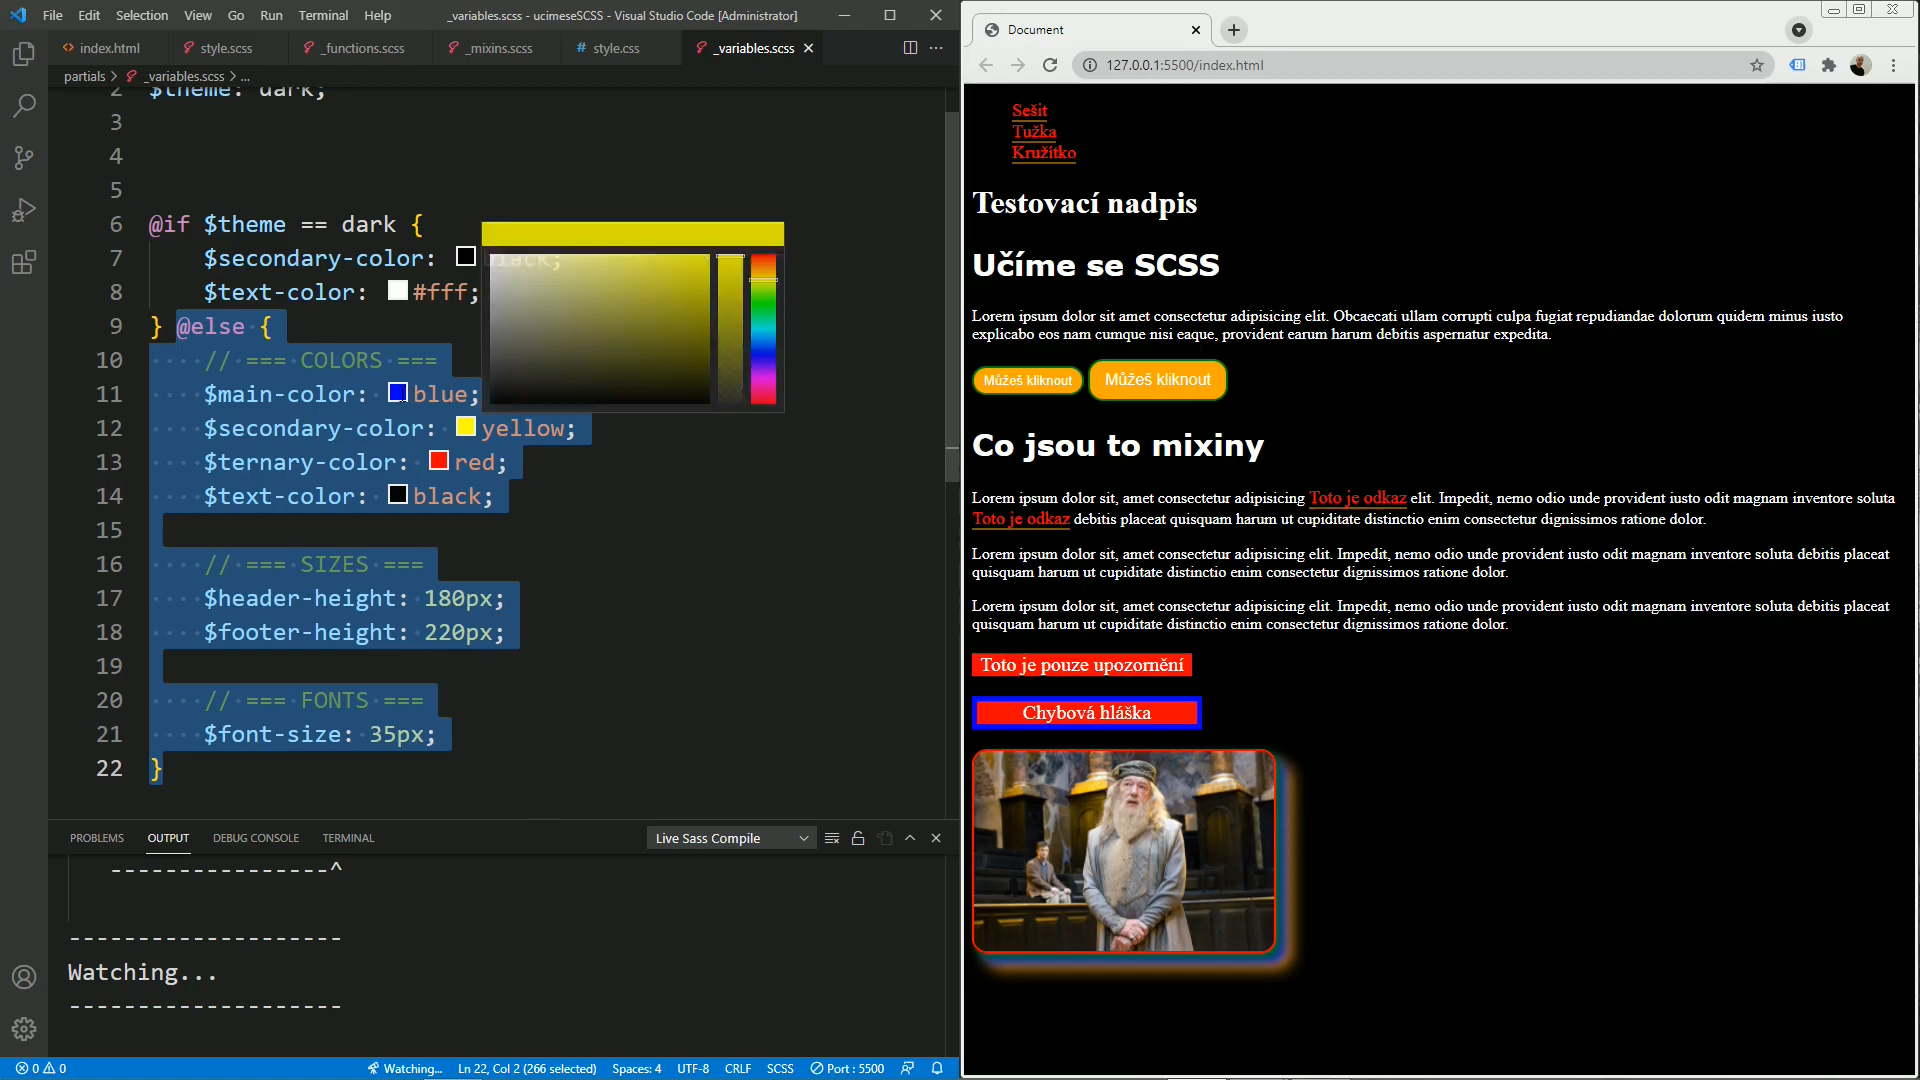 File Edit Selection View Go Run Terminal Help _variables.scss - ucimeseSCSS - Visual Studio Code [Administrator]
index.html style.scss _functions.scss _mixins.scss # style.css _variables.scss
partials > _variables.scss > ...
2 $theme: dark;
3
4
5
6 @if $theme == dark {
7 $secondary-color: black;
8 $text-color: #fff;
9 } @else {
10 // === COLORS ===
11 $main-color: blue;
12 $secondary-color: yellow;
13 $ternary-color: red;
14 $text-color: black;
15
16 // === SIZES ===
17 $header-height: 180px;
18 $footer-height: 220px;
19
20 // === FONTS ===
21 $font-size: 35px;
22 }
PROBLEMS OUTPUT DEBUG CONSOLE TERMINAL Live Sass Compile
----------------^
--------------------
Watching...
--------------------
0 0 Watching... Ln 22, Col 2 (266 selected) Spaces: 4 UTF-8 CRLF SCSS Port : 5500
Document
127.0.0.1:5500/index.html
Sešit
Tužka
Kružítko
Testovací nadpis
Učíme se SCSS
Lorem ipsum dolor sit amet consectetur adipisicing elit. Obcaecati ullam corrupti culpa fugiat repudiandae dolorum quidem minus iusto
explicabo eos nam cumque nisi eaque, provident earum harum debitis aspernatur expedita.
Můžeš kliknout Můžeš kliknout
Co jsou to mixiny
Lorem ipsum dolor sit, amet consectetur adipisicing Toto je odkaz elit. Impedit, nemo odio unde provident iusto odit magnam inventore soluta
Toto je odkaz debitis placeat quisquam harum ut cupiditate distinctio enim consectetur dignissimos ratione dolor.
Lorem ipsum dolor sit, amet consectetur adipisicing elit. Impedit, nemo odio unde provident iusto odit magnam inventore soluta debitis placeat
quisquam harum ut cupiditate distinctio enim consectetur dignissimos ratione dolor.
Lorem ipsum dolor sit, amet consectetur adipisicing elit. Impedit, nemo odio unde provident iusto odit magnam inventore soluta debitis placeat
quisquam harum ut cupiditate distinctio enim consectetur dignissimos ratione dolor.
Toto je pouze upozornění
Chybová hláška